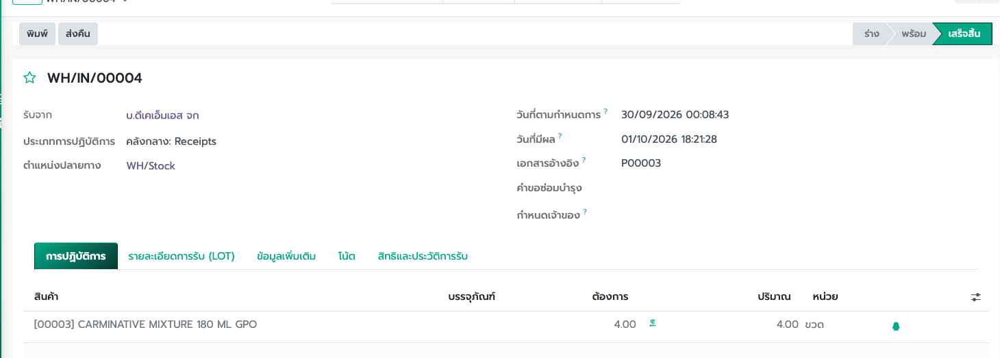 WH/IN/00004
พิมพ์ ส่งคืน ร่าง พร้อม เสร็จสิ้น
WH/IN/00004
รับจาก บ.ดีเคเอ็มเอส จก
ประเภทการปฏิบัติการ คลังกลาง: Receipts
ตำแหน่งปลายทาง WH/Stock
วันที่ตามกำหนดการ ? 30/09/2026 00:08:43
วันที่มีผล ? 01/10/2026 18:21:28
เอกสารอ้างอิง ? P00003
คำขอซ่อมบำรุง
กำหนดเจ้าของ ?
การปฏิบัติการ รายละเอียดการรับ (LOT) ข้อมูลเพิ่มเติม โน้ต สิทธิและประวัติการรับ
สินค้า บรรจุภัณฑ์ ต้องการ ปริมาณ หน่วย
[00003] CARMINATIVE MIXTURE 180 ML GPO 4.00 4.00 ขวด